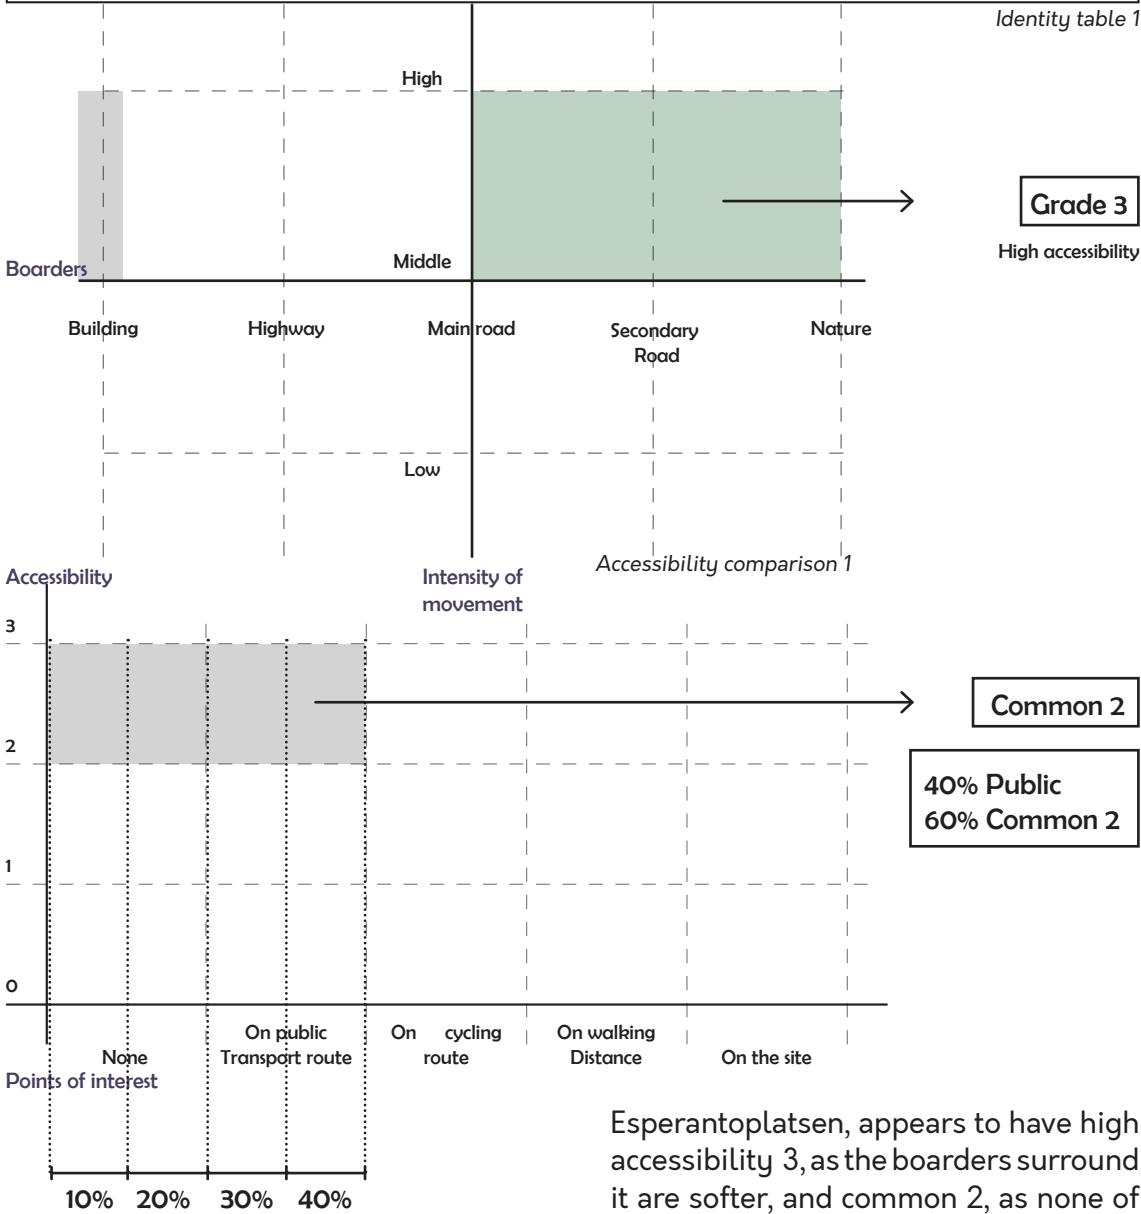 Identity table 1
High
Grade 3
High accessibility
Middle
Boarders
Building
Highway
Main road
Secondary
Road
Nature
Low
Accessibility comparison 1
Accessibility
Intensity of
movement
3
Common 2
2
40% Public
60% Common 2
1
0
None
On public
Transport route
On cycling
route
On walking
Distance
On the site
Points of interest
10% 20% 30% 40%
Esperantoplatsen, appears to have high
accessibility 3, as the boarders surround
it are softer, and common 2, as none of